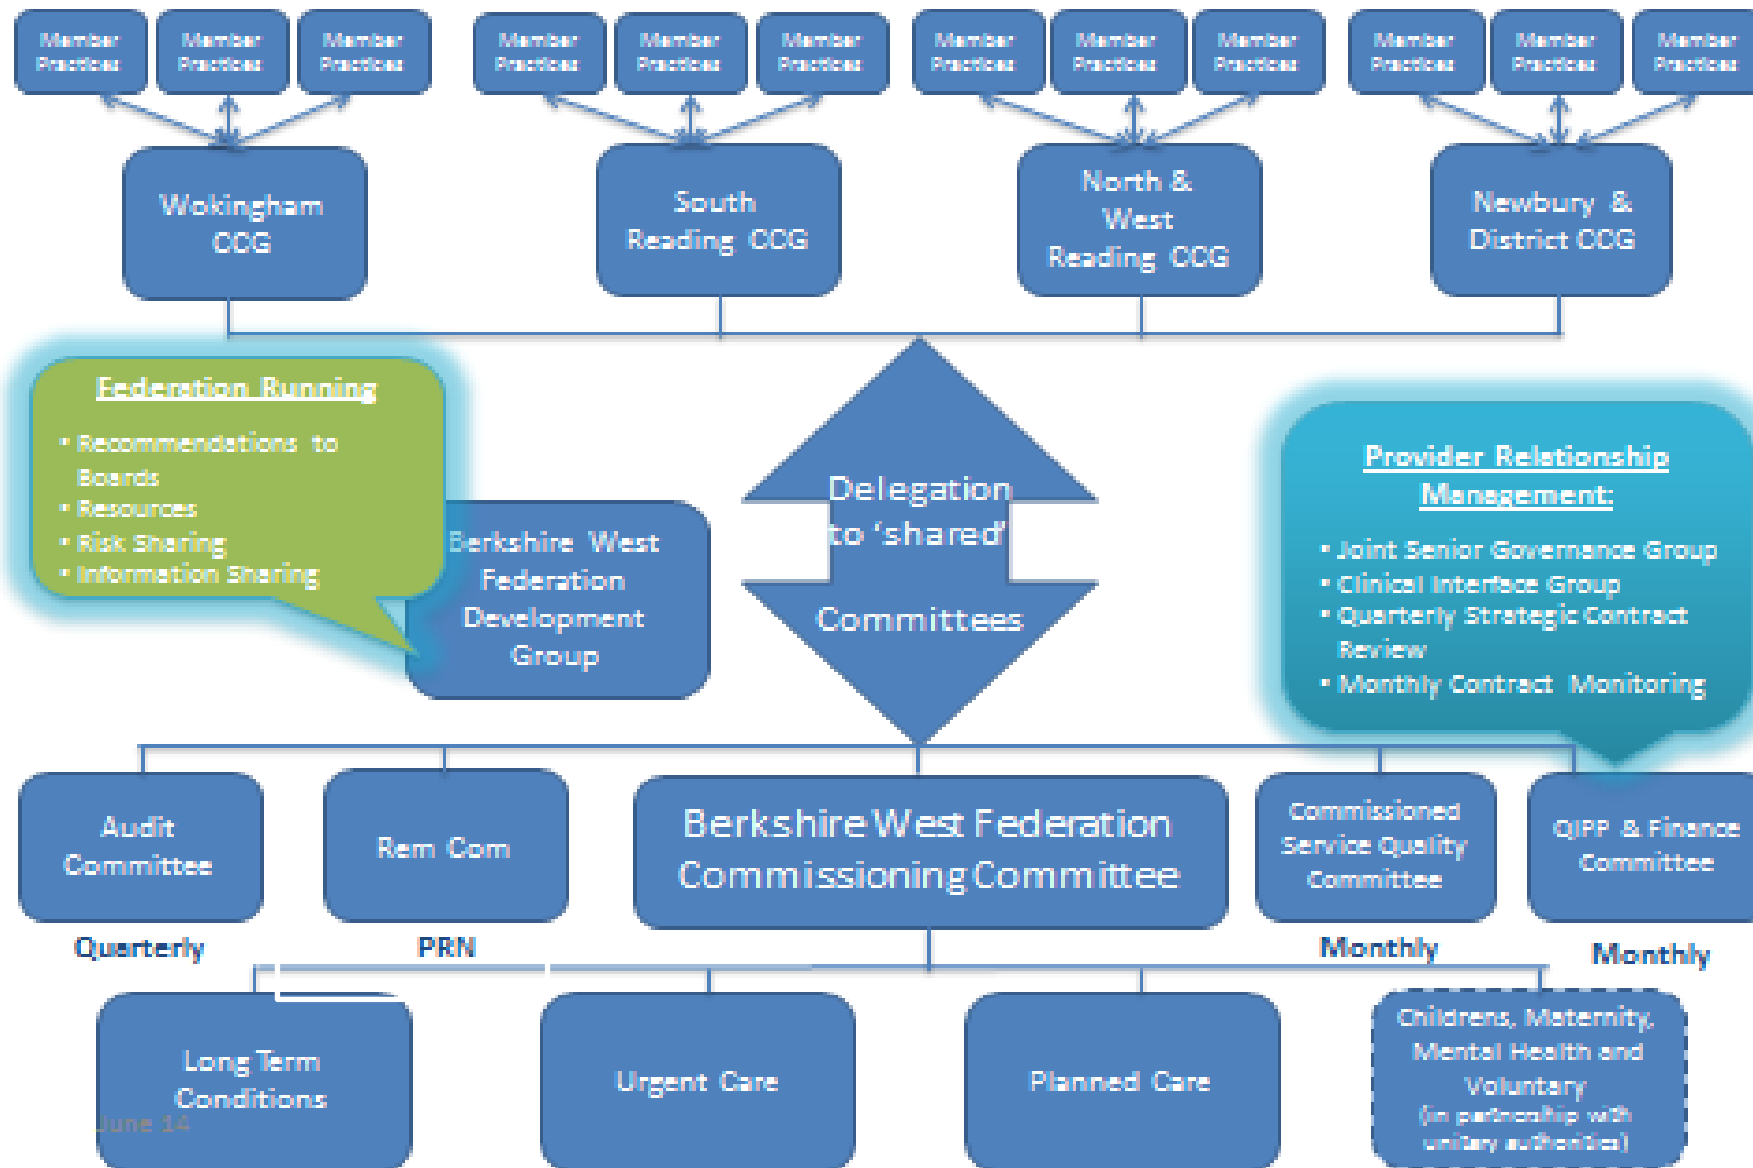 Member
Practices
Member
Practices
Member
Practices
Member
Practices
Member
Practices
Member
Practices
Member
Practices
Member
Practices
Member
Practices
Member
Practices
Member
Practices
Member
Practices
Wokingham
CCG
South
Reading CCG
North &
West
Reading CCG
Newbury &
District CCG
Federation Running
• Recommendations to
Boards
• Resources
• Risk Sharing
• Information Sharing
Berkshire West
Federation
Development
Group
Delegation
to ‘shared’
Committees
Provider Relationship
Management:
• Joint Senior Governance Group
• Clinical Interface Group
• Quarterly Strategic Contract
Review
• Monthly Contract Monitoring
Audit
Committee
Rem Com
Berkshire West Federation
Commissioning Committee
Commissioned
Service Quality
Committee
QIPP & Finance
Committee
Quarterly
PRN
Monthly
Monthly
Long Term
Conditions
Urgent Care
Planned Care
Childrens, Maternity,
Mental Health and
Voluntary
(in partnership with
unitary authorities)
June 14